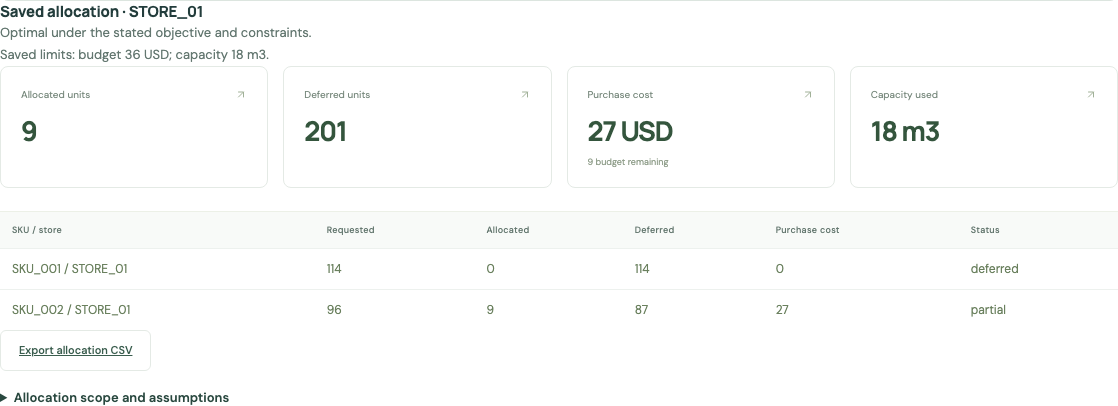 Saved allocation · STORE_01
Optimal under the stated objective and constraints.
Saved limits: budget 36 USD; capacity 18 m3.
Allocated units
9
Deferred units
201
Purchase cost
27 USD
9 budget remaining
Capacity used
18 m3
SKU / store Requested Allocated Deferred Purchase cost Status
SKU_001 / STORE_01 114 0 114 0 deferred
SKU_002 / STORE_01 96 9 87 27 partial
Export allocation CSV
Allocation scope and assumptions